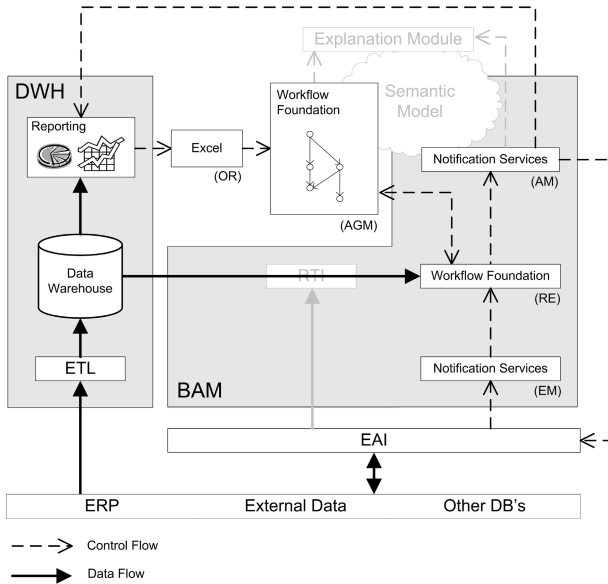 Explanation Module
DWH
Workflow
Foundation
Semantic
Model
Reporting
Excel
(OR)
Notification Services
(AM)
(AGM)
Data
Warehouse
RTI
Workflow Foundation
(RE)
ETL
BAM
Notification Services
(EM)
EAI
ERP
External Data
Other DB's
Control Flow
Data Flow